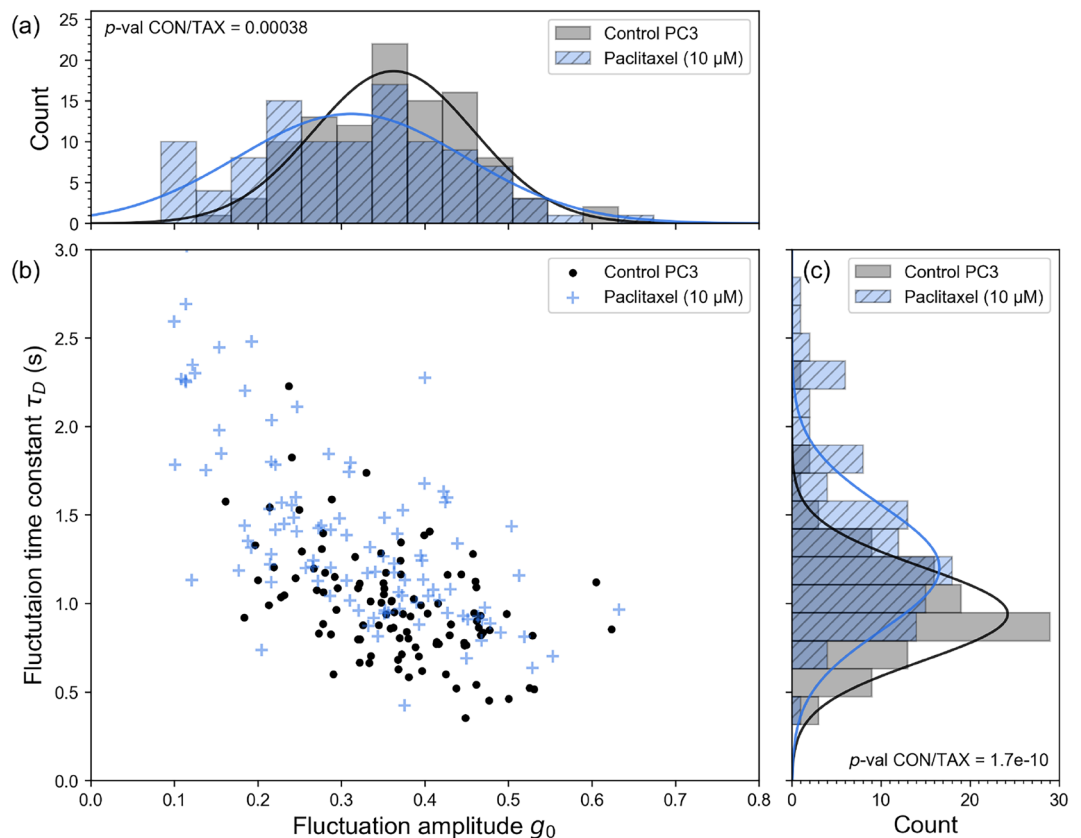 (a)
p-val CON/TAX = 0.00038
Control PC3
Paclitaxel (10 μM)
Count
25
20
15
10
5
0
(b)
Control PC3
Paclitaxel (10 μM)
Fluctutaion time constant τD (s)
3.0
2.5
2.0
1.5
1.0
0.5
0.0
0.0 0.1 0.2 0.3 0.4 0.5 0.6 0.7 0.8
Fluctuation amplitude g0
(c)
Control PC3
Paclitaxel (10 μM)
p-val CON/TAX = 1.7e-10
0 10 20 30
Count